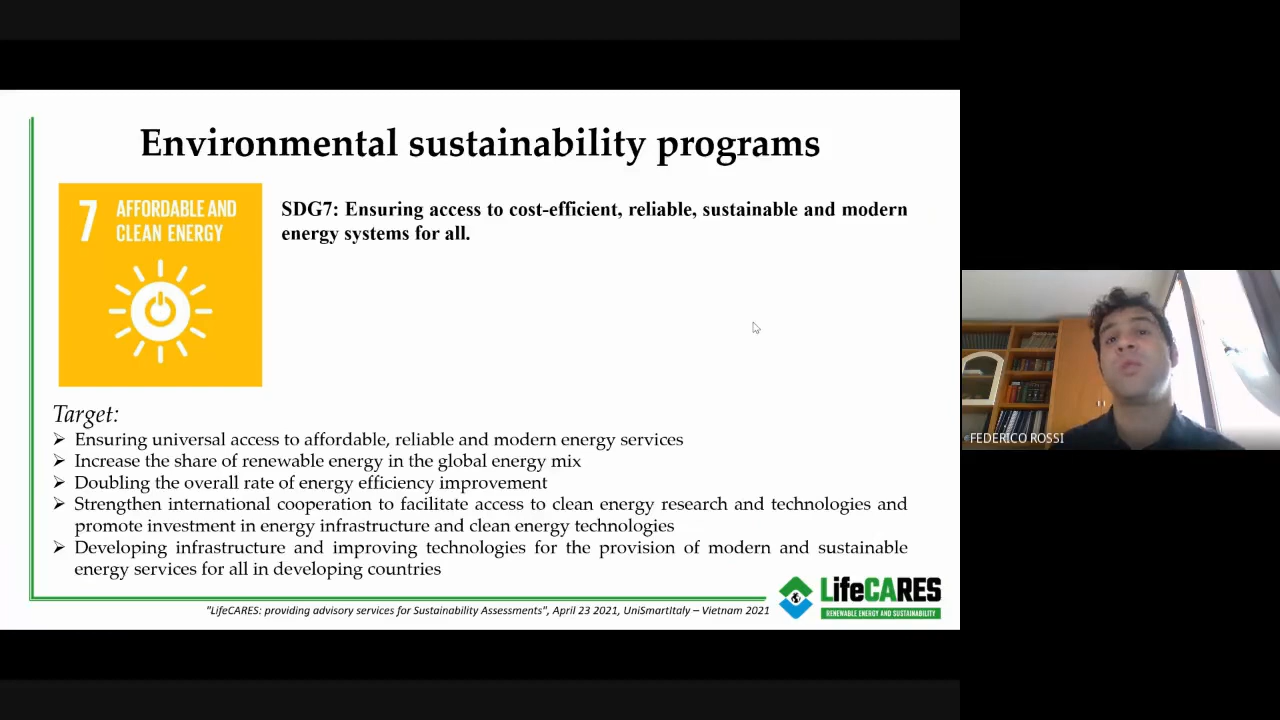 Environmental sustainability programs
7 AFFORDABLE AND
CLEAN ENERGY
SDG7: Ensuring access to cost-efficient, reliable, sustainable and modern
energy systems for all.
Target:
➢ Ensuring universal access to affordable, reliable and modern energy services
➢ Increase the share of renewable energy in the global energy mix
➢ Doubling the overall rate of energy efficiency improvement
➢ Strengthen international cooperation to facilitate access to clean energy research and technologies and
promote investment in energy infrastructure and clean energy technologies
➢ Developing infrastructure and improving technologies for the provision of modern and sustainable
energy services for all in developing countries
"LifeCARES: providing advisory services for Sustainability Assessments", April 23 2021, UniSmartItaly – Vietnam 2021
LifeCARES
RENEWABLE ENERGY AND SUSTAINABILITY
FEDERICO ROSSI